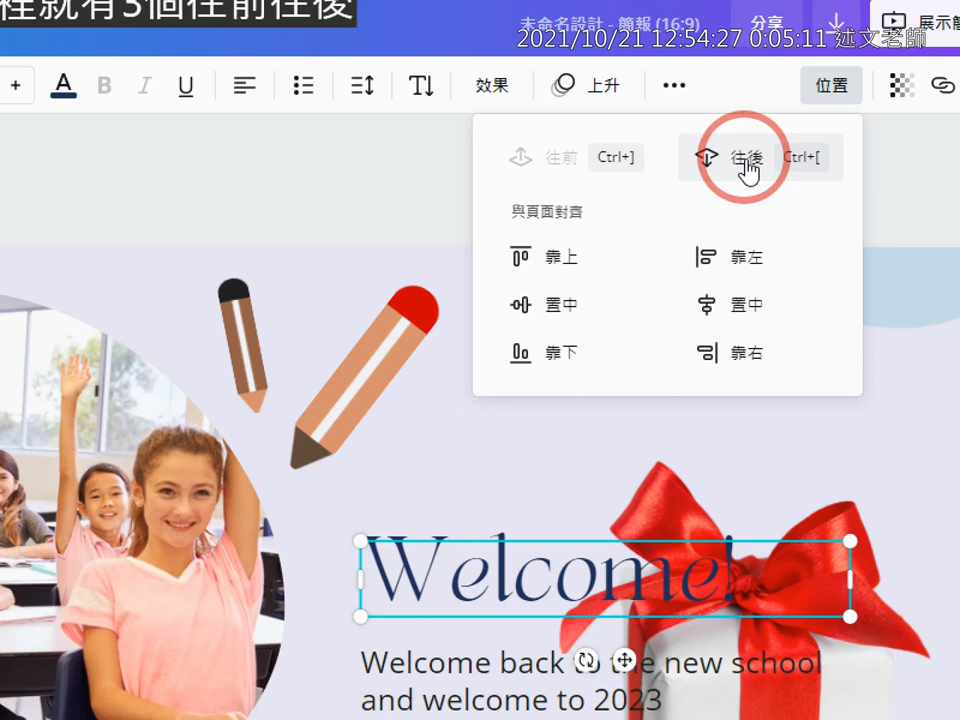 裡就有3個往前往後
未命名設計 - 簡報 (16:9)
分享
展示簡
2021/10/21 12:54:27 0:05:11 述文老師
+ A B I U 效果 上升 ••• 位置
往前 Ctrl+]
往後 Ctrl+[
與頁面對齊
靠上
靠左
置中
置中
靠下
靠右
Welcome!
Welcome back to the new school
and welcome to 2023